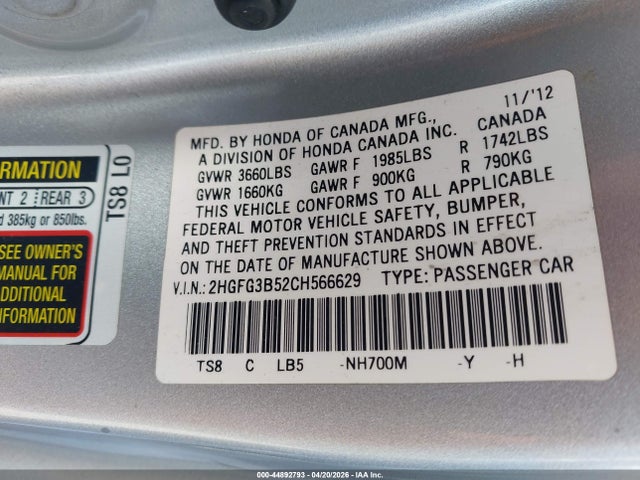 ORMATION
NT 2 REAR 3
d 385kg or 850lbs.
SEE OWNER'S
MANUAL FOR
ADDITIONAL
INFORMATION
TS8 L0
11/'12
MFD. BY HONDA OF CANADA MFG.,
A DIVISION OF HONDA CANADA INC. CANADA
GVWR 3660LBS GAWR F 1985LBS R 1742LBS
GVWR 1660KG GAWR F 900KG R 790KG
THIS VEHICLE CONFORMS TO ALL APPLICABLE
FEDERAL MOTOR VEHICLE SAFETY, BUMPER,
AND THEFT PREVENTION STANDARDS IN EFFECT
ON THE DATE OF MANUFACTURE SHOWN ABOVE.
V.I.N.: 2HGFG3B52CH566629 TYPE: PASSENGER CAR
TS8 C LB5 -NH700M -Y -H
000-44892793 - 04/20/2026 - IAA Inc.